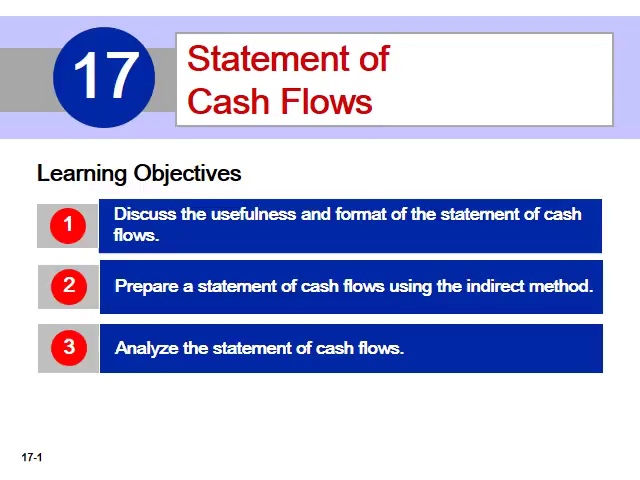 17
Statement of
Cash Flows
Learning Objectives
1
Discuss the usefulness and format of the statement of cash
flows.
2
Prepare a statement of cash flows using the indirect method.
3
Analyze the statement of cash flows.
17-1